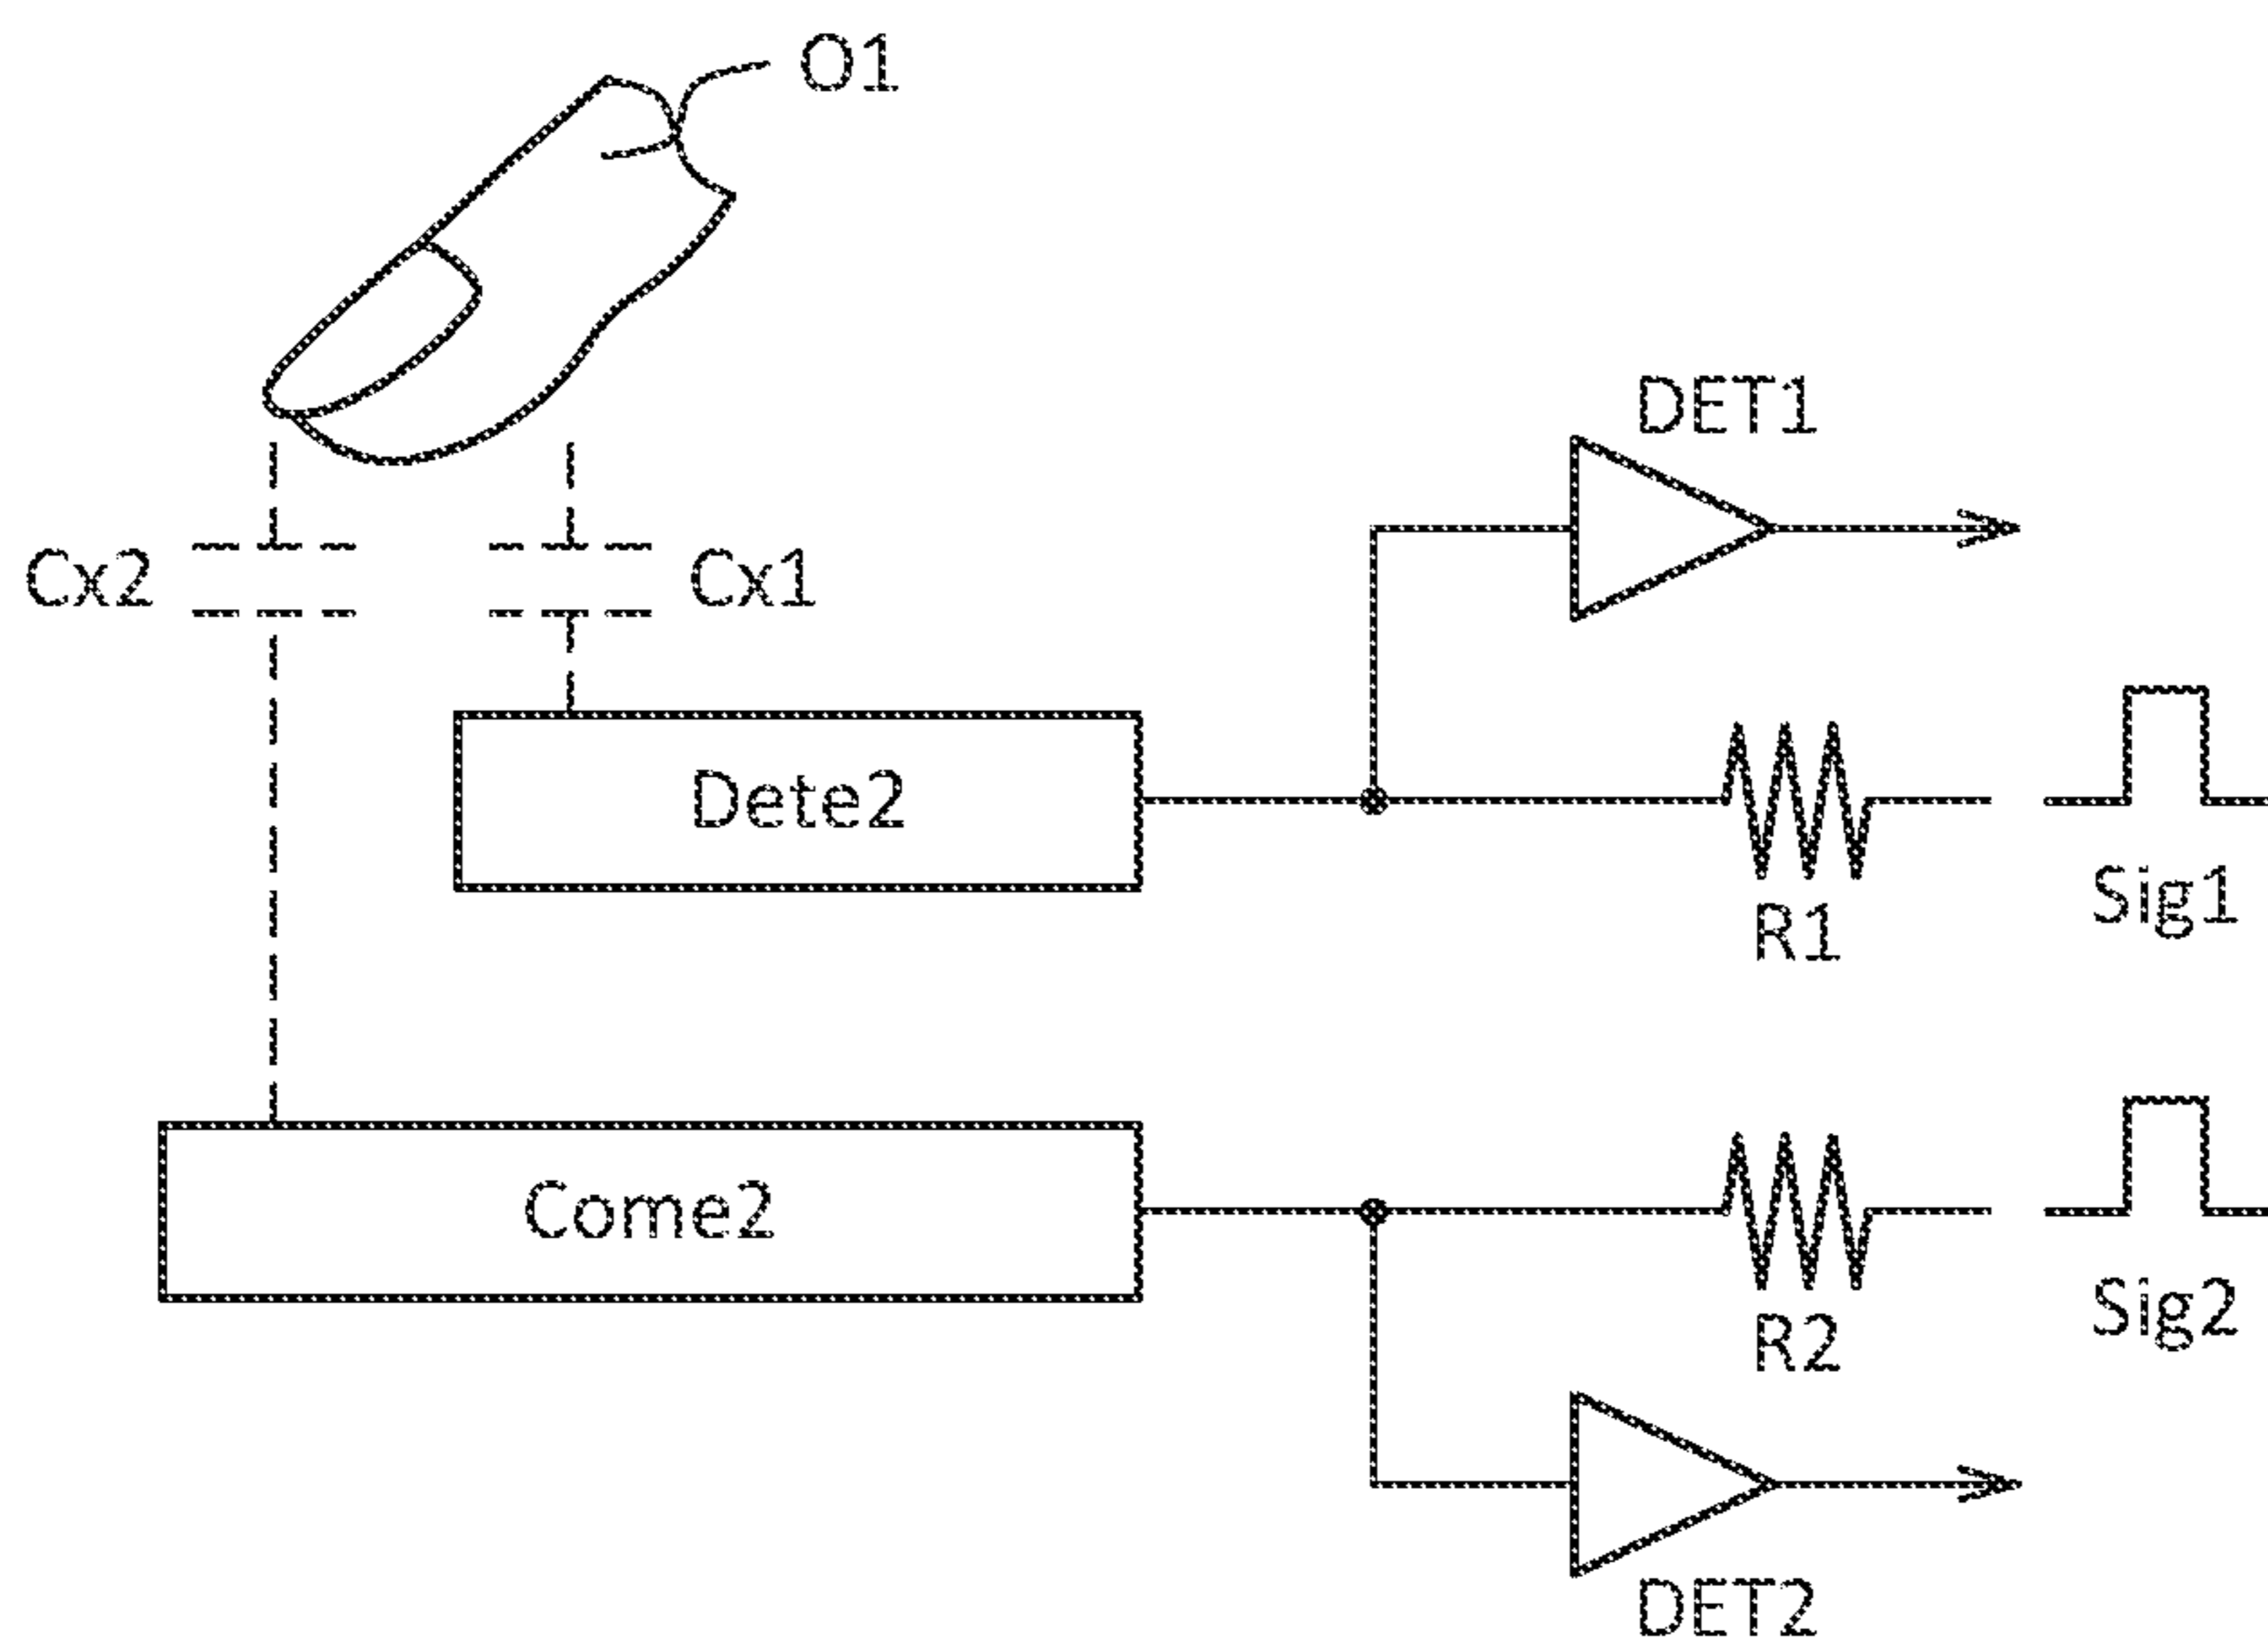 O1
DET1
Cx2
Cx1
Dete2
Sig1
R1
Come2
Sig2
R2
DET2